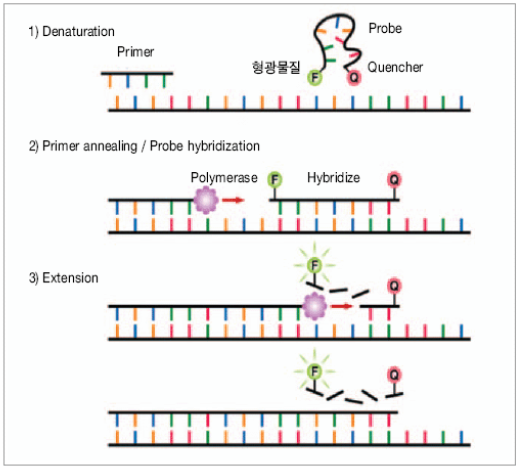 1) Denaturation
Primer
Probe
형광물질
F
Q
Quencher
2) Primer annealing / Probe hybridization
Polymerase
F
Hybridize
Q
3) Extension
F
Q
F
Q